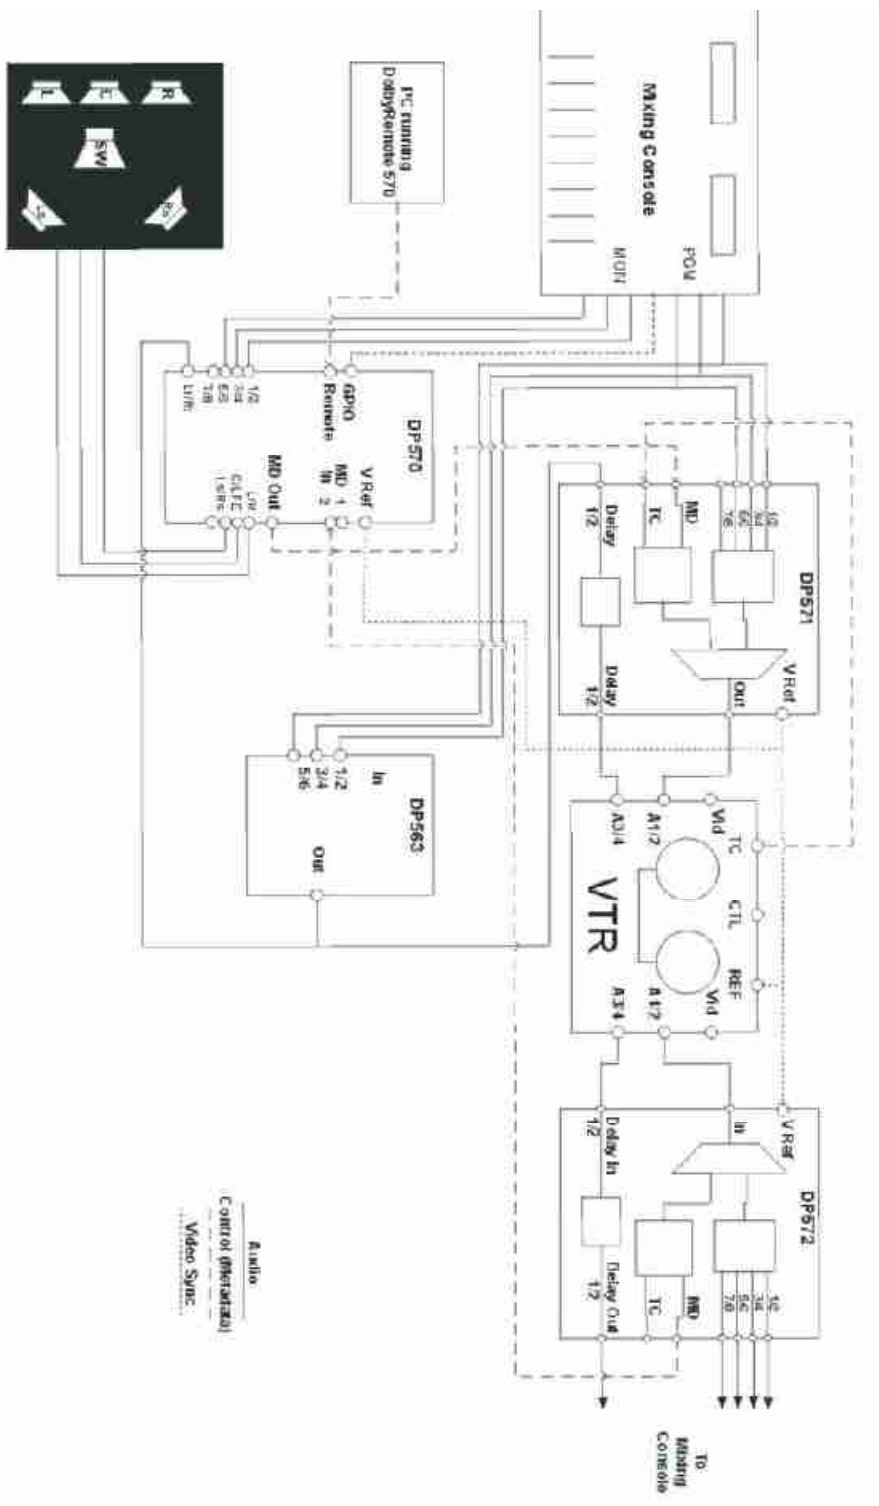 Mixing Console
PGM
MON
PC running
DolbyRemote 570
L
C
R
SW
Ls
Rs
DP570
GPIO
Remote
1/2
3/4
5/6
7/8
Lt/Rt
V Ref
MD 1
IN 2
MD Out
L/R
C/LFE
Ls/Rs
DP571
1/2
3/4
5/6
7/8
MD
TC
Delay
1/2
V Ref
Out
Delay
1/2
DP563
In
1/2
3/4
5/6
Out
VTR
TC
CTL
REF
Vid
A1/2
A3/4
Vid
A1/2
A3/4
DP572
V Ref
In
Delay In
1/2
1/2
3/4
5/6
7/8
MD
TC
Delay Out
1/2
To
Mixing
Console
Audio
Control (Metadata)
Video Sync